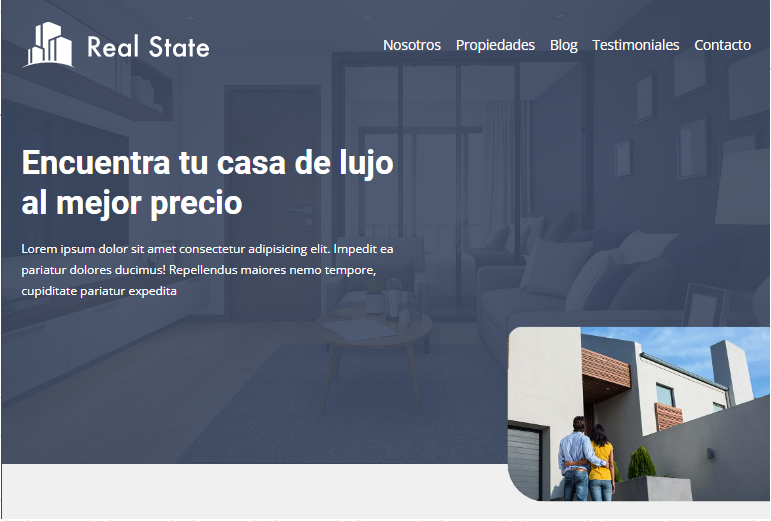 Real State
Nosotros Propiedades Blog Testimoniales Contacto
Encuentra tu casa de lujo
al mejor precio
Lorem ipsum dolor sit amet consectetur adipisicing elit. Impedit ea
pariatur dolores ducimus! Repellendus maiores nemo tempore,
cupiditate pariatur expedita